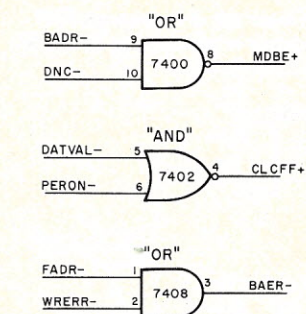 "OR"
BADR- 9 7400 8 MDBE+
DNC- 10
"AND"
DATVAL- 5 7402 4 CLCFF+
PERON- 6
"OR"
FADR- 1 7408 3 BAER-
WRERR- 2